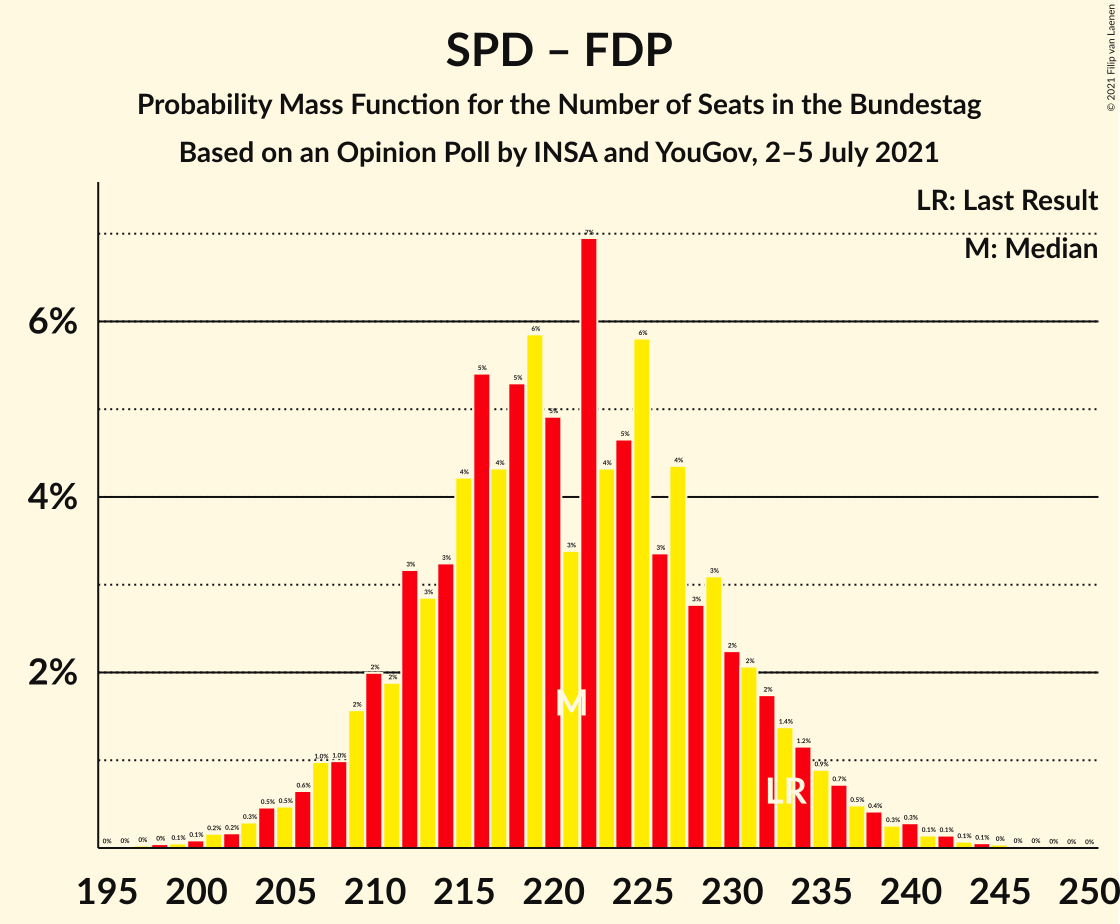 SPD – FDP
Probability Mass Function for the Number of Seats in the Bundestag
Based on an Opinion Poll by INSA and YouGov, 2–5 July 2021
© 2021 Filip van Laenen
LR: Last Result
M: Median
6%
4%
2%
0% 0% 0% 0% 0.1% 0.1% 0.2% 0.2% 0.3% 0.5% 0.5% 0.6% 1.0% 1.0% 2% 2% 2% 3% 3% 3% 4% 5% 4% 5% 6% 5% 3% 7% 4% 5% 6% 3% 4% 3% 3% 2% 2% 2% 1.4% 1.2% 0.9% 0.7% 0.5% 0.4% 0.3% 0.3% 0.1% 0.1% 0.1% 0.1% 0% 0% 0% 0% 0% 0%
M
LR
195 200 205 210 215 220 225 230 235 240 245 250